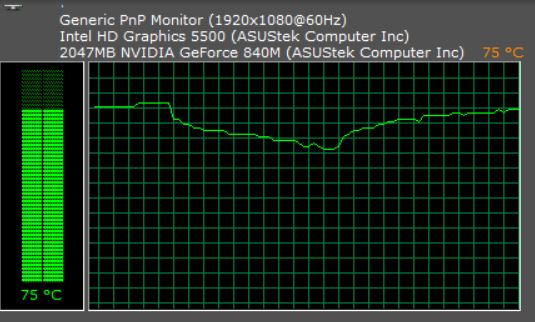 Generic PnP Monitor (1920x1080@60Hz)
Intel HD Graphics 5500 (ASUStek Computer Inc)
2047MB NVIDIA GeForce 840M (ASUStek Computer Inc) 75 °C
75 °C